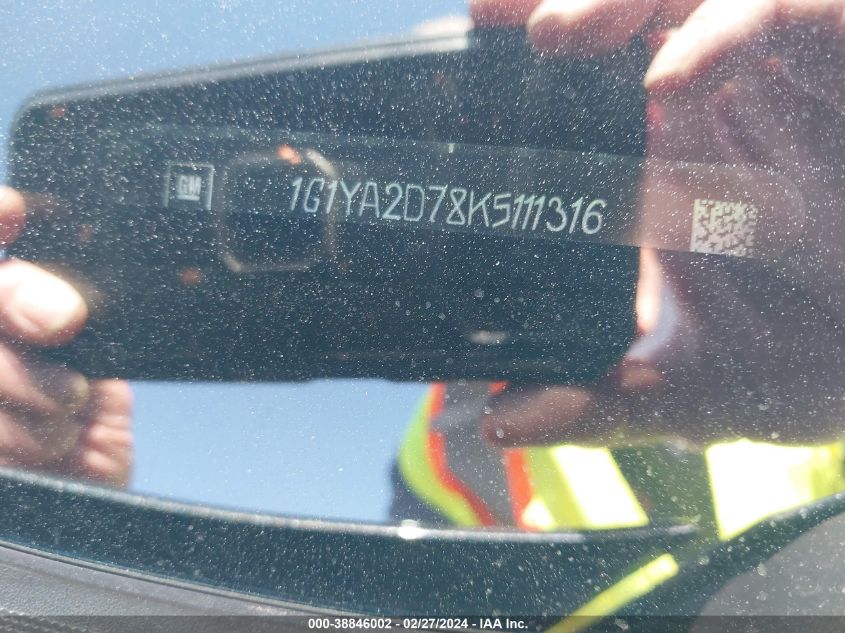 GM 1G1YA2D78K5111316
000-38846002 - 02/27/2024 - IAA Inc.